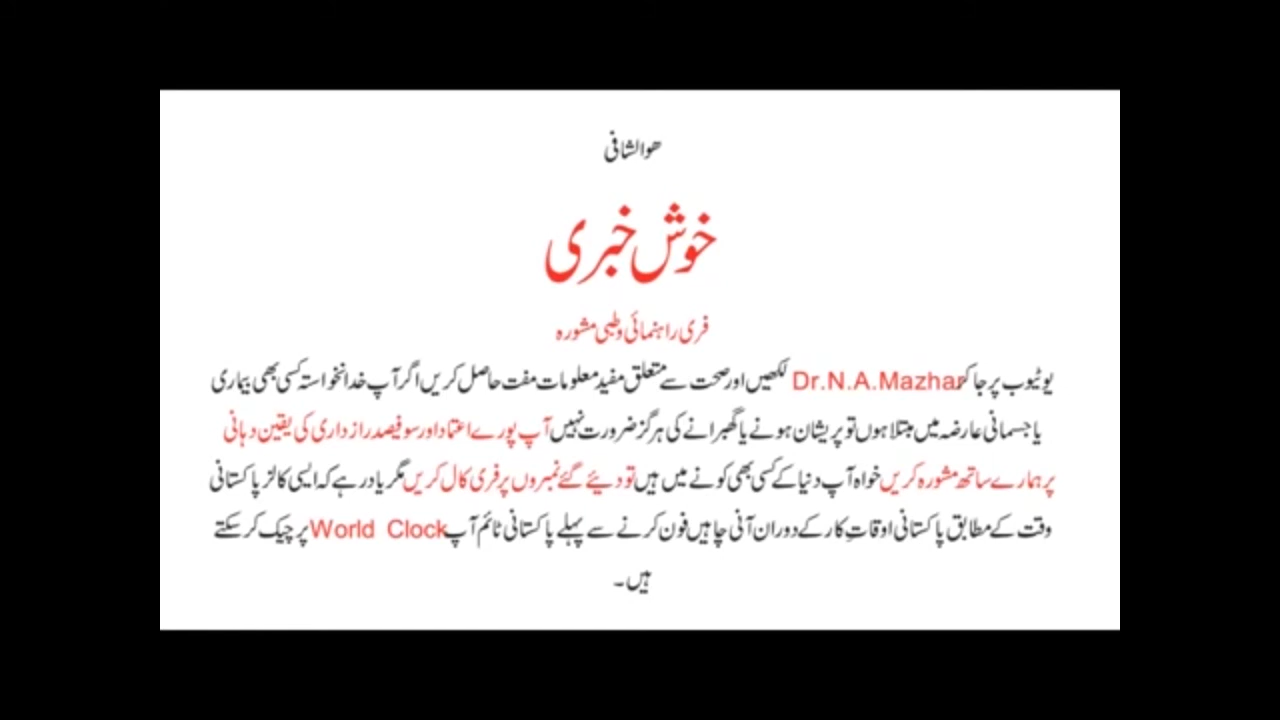 ھوالشافی
خوش خبری
فری راہنمائی و طبی مشورہ
یوٹیوب پر جا کر Dr.N.A.Mazhar لکھیں اور صحت سے متعلق مفید معلومات مفت حاصل کریں اگر آپ خدانخواستہ کسی بھی بیماری
یا جسمانی عارضہ میں مبتلا ہوں تو پریشان ہونے یا گھبرانے کی ہرگز ضرورت نہیں آپ پورے اعتماد اور سو فیصد رازداری کی یقین دہانی
پر ہمارے ساتھ مشورہ کریں خواہ آپ دنیا کے کسی بھی کونے میں ہیں تو دیئے گئے نمبروں پر فری کال کریں مگر یاد رہے کہ ایسی کالز پاکستانی
وقت کے مطابق پاکستانی اوقاتِ کار کے دوران آنی چاہیں فون کرنے سے پہلے پاکستانی ٹائم آپ World Clock پر چیک کر سکتے
ہیں۔